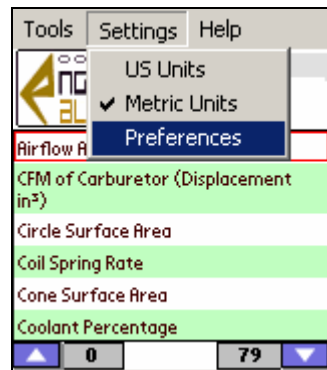 Tools Settings Help
US Units
✔ Metric Units
Preferences
Airflow
CFM of Carburetor (Displacement
in³)
Circle Surface Area
Coil Spring Rate
Cone Surface Area
Coolant Percentage
0 79